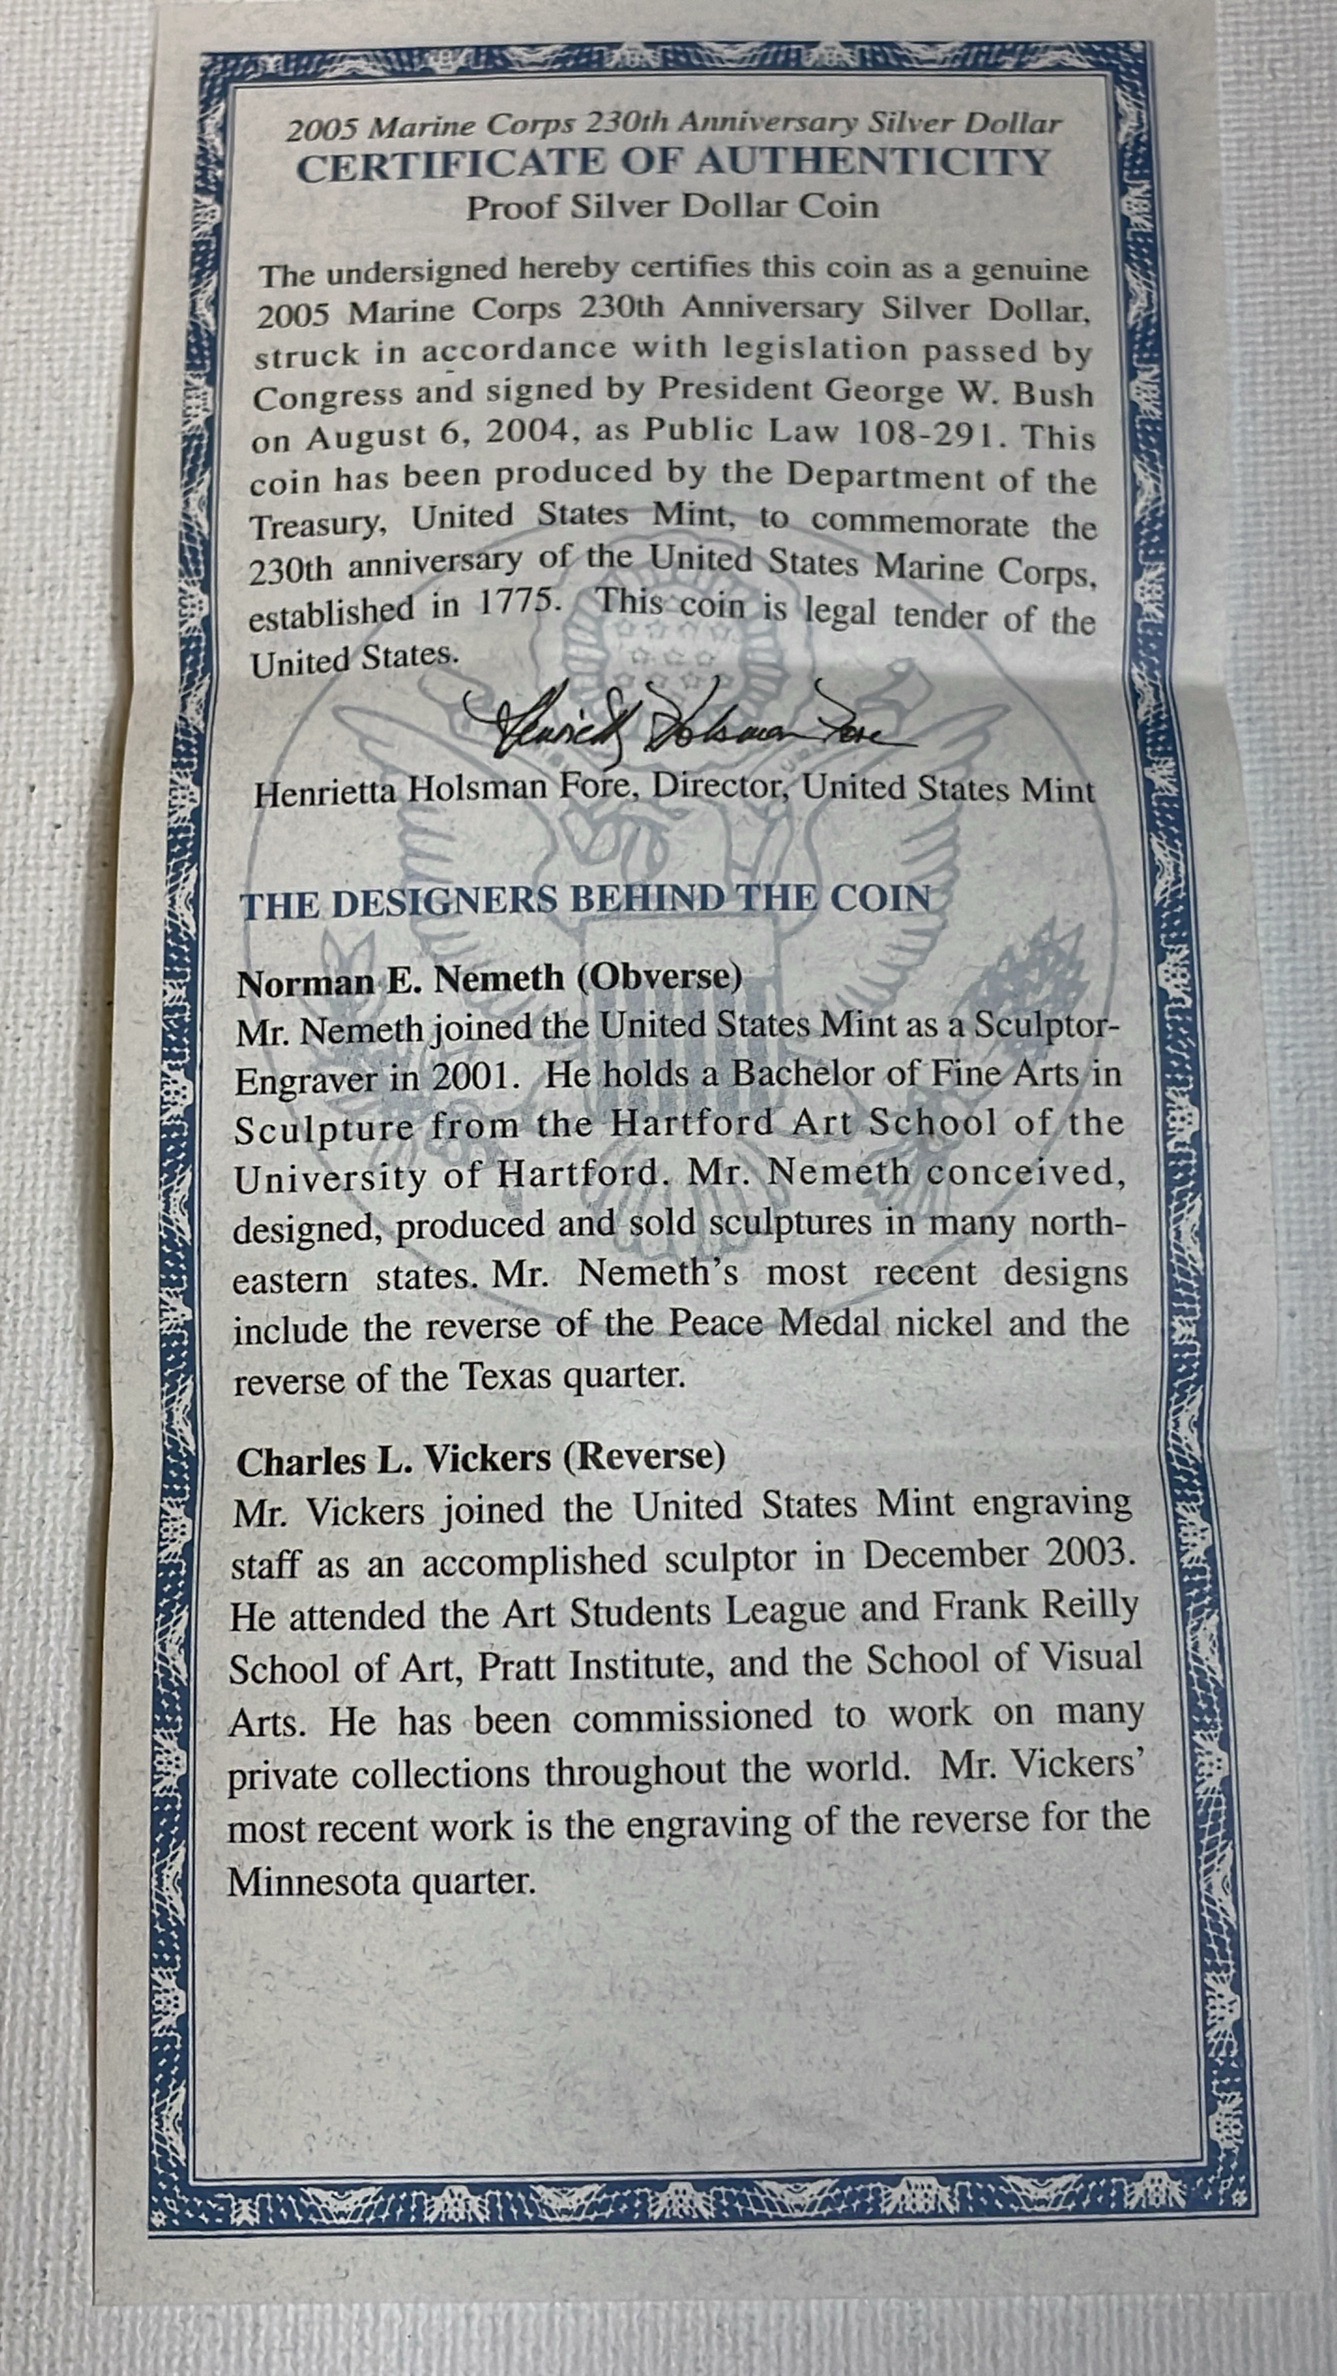 2005 Marine Corps 230th Anniversary Silver Dollar
CERTIFICATE OF AUTHENTICITY
Proof Silver Dollar Coin
The undersigned hereby certifies this coin as a genuine
2005 Marine Corps 230th Anniversary Silver Dollar,
struck in accordance with legislation passed by
Congress and signed by President George W. Bush
on August 6, 2004, as Public Law 108-291. This
coin has been produced by the Department of the
Treasury, United States Mint, to commemorate the
230th anniversary of the United States Marine Corps,
established in 1775. This coin is legal tender of the
United States.
Henrietta Holsman Fore
Henrietta Holsman Fore, Director, United States Mint
THE DESIGNERS BEHIND THE COIN
Norman E. Nemeth (Obverse)
Mr. Nemeth joined the United States Mint as a Sculptor-
Engraver in 2001. He holds a Bachelor of Fine Arts in
Sculpture from the Hartford Art School of the
University of Hartford. Mr. Nemeth conceived,
designed, produced and sold sculptures in many north-
eastern states. Mr. Nemeth's most recent designs
include the reverse of the Peace Medal nickel and the
reverse of the Texas quarter.
Charles L. Vickers (Reverse)
Mr. Vickers joined the United States Mint engraving
staff as an accomplished sculptor in December 2003.
He attended the Art Students League and Frank Reilly
School of Art, Pratt Institute, and the School of Visual
Arts. He has been commissioned to work on many
private collections throughout the world. Mr. Vickers'
most recent work is the engraving of the reverse for the
Minnesota quarter.